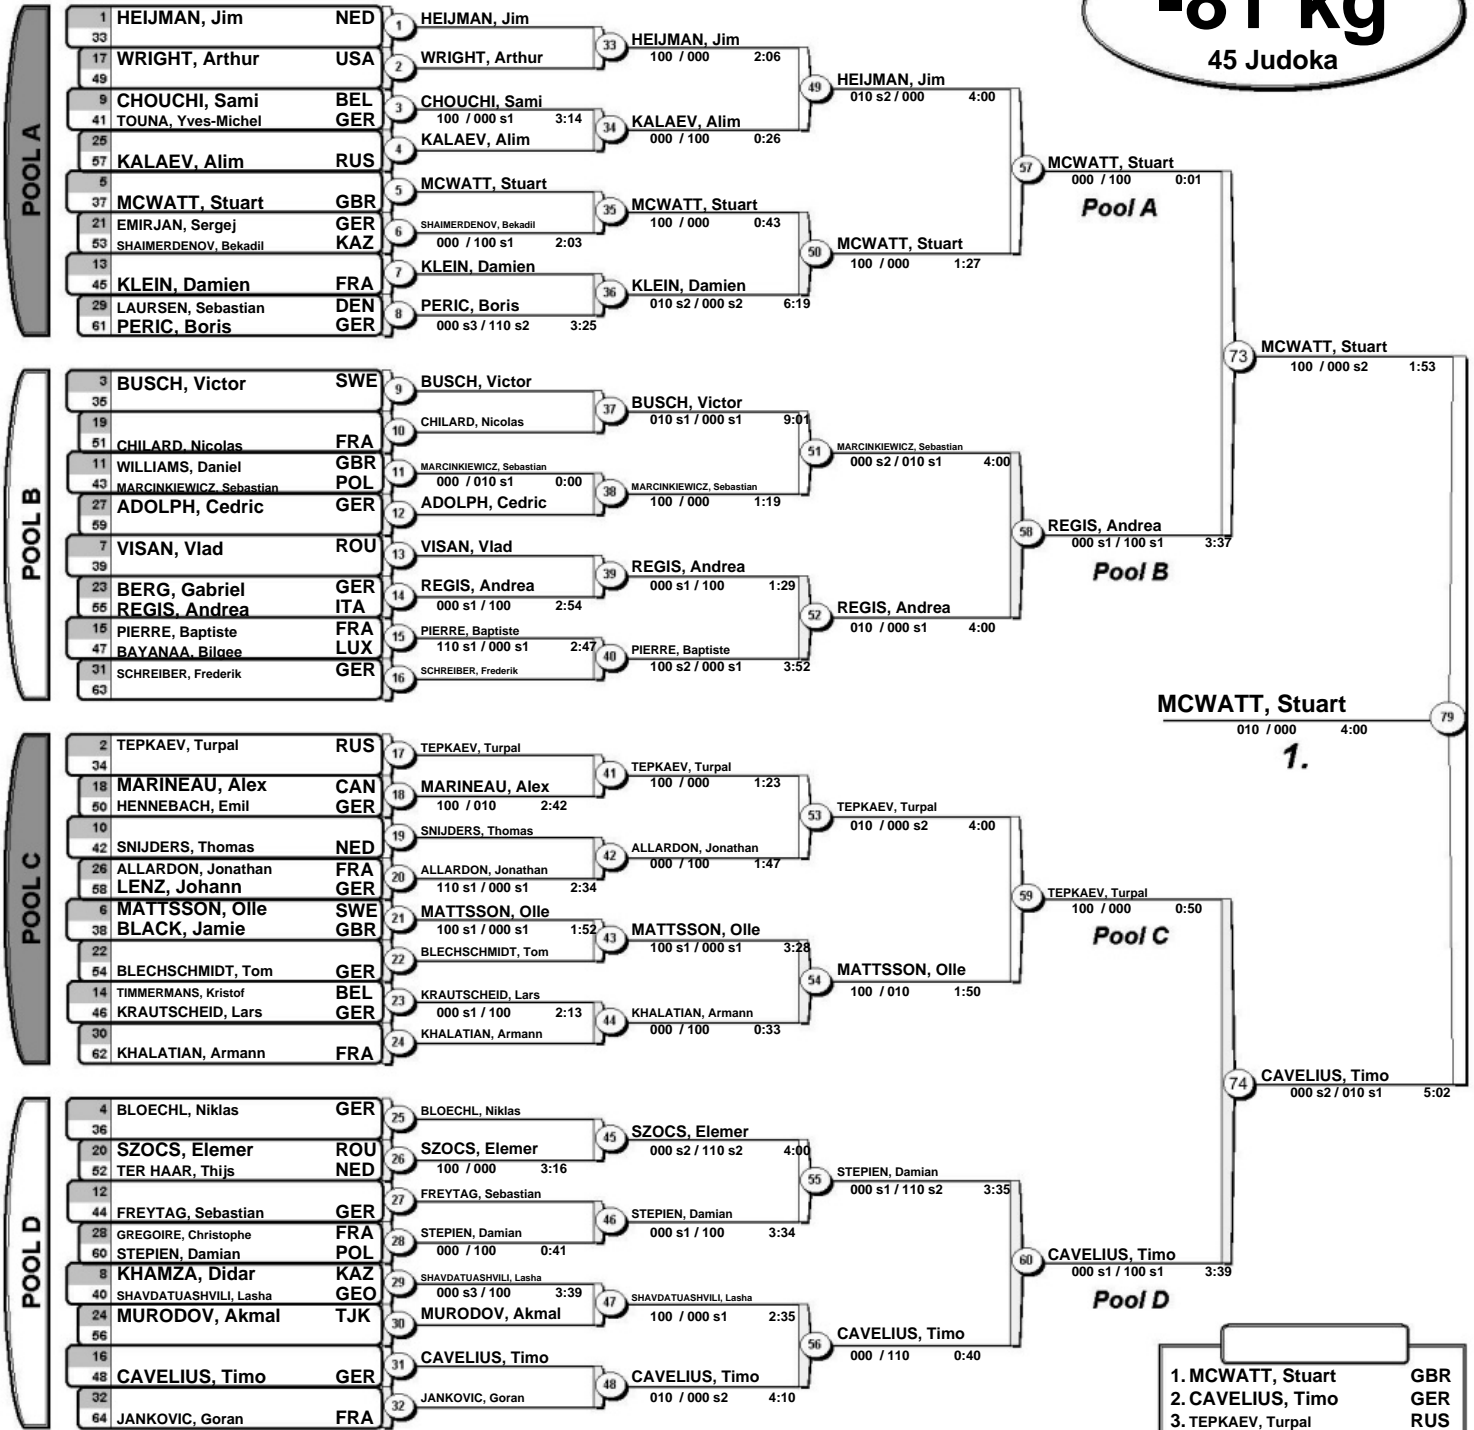 -81 kg
45 Judoka
POOL A
1 HEIJMAN, Jim NED
33
17 WRIGHT, Arthur USA
49
9 CHOUCHI, Sami BEL
41 TOUNA, Yves-Michel GER
25
57 KALAEV, Alim RUS
5
37 MCWATT, Stuart GBR
21 EMIRJAN, Sergej GER
53 SHAIMERDENOV, Bekadil KAZ
13
45 KLEIN, Damien FRA
29 LAURSEN, Sebastian DEN
61 PERIC, Boris GER
1 HEIJMAN, Jim
2 WRIGHT, Arthur
3 CHOUCHI, Sami
100 / 000 s1 3:14
4 KALAEV, Alim
5 MCWATT, Stuart
6 SHAIMERDENOV, Bekadil
000 / 100 s1 2:03
7 KLEIN, Damien
8 PERIC, Boris
000 s3 / 110 s2 3:25
33 HEIJMAN, Jim
100 / 000 2:06
34 KALAEV, Alim
000 / 100 0:26
35 MCWATT, Stuart
100 / 000 0:43
36 KLEIN, Damien
010 s2 / 000 s2 6:19
49 HEIJMAN, Jim
010 s2 / 000 4:00
50 MCWATT, Stuart
100 / 000 1:27
57 MCWATT, Stuart
000 / 100 0:01
Pool A
POOL B
3 BUSCH, Victor SWE
35
19
51 CHILARD, Nicolas FRA
11 WILLIAMS, Daniel GBR
43 MARCINKIEWICZ, Sebastian POL
27 ADOLPH, Cedric GER
59
7 VISAN, Vlad ROU
39
23 BERG, Gabriel GER
55 REGIS, Andrea ITA
15 PIERRE, Baptiste FRA
47 BAYANAA, Bilgee LUX
31 SCHREIBER, Frederik GER
63
9 BUSCH, Victor
10 CHILARD, Nicolas
11 MARCINKIEWICZ, Sebastian
000 / 010 s1 0:00
12 ADOLPH, Cedric
13 VISAN, Vlad
14 REGIS, Andrea
000 s1 / 100 2:54
15 PIERRE, Baptiste
110 s1 / 000 s1 2:47
16 SCHREIBER, Frederik
37 BUSCH, Victor
010 s1 / 000 s1 9:01
38 MARCINKIEWICZ, Sebastian
100 / 000 1:19
39 REGIS, Andrea
000 s1 / 100 1:29
40 PIERRE, Baptiste
100 s2 / 000 s1 3:52
51 MARCINKIEWICZ, Sebastian
000 s2 / 010 s1 4:00
52 REGIS, Andrea
010 / 000 s1 4:00
58 REGIS, Andrea
000 s1 / 100 s1 3:37
Pool B
73 MCWATT, Stuart
100 / 000 s2 1:53
MCWATT, Stuart 79
010 / 000 4:00
1.
POOL C
2 TEPKAEV, Turpal RUS
34
18 MARINEAU, Alex CAN
50 HENNEBACH, Emil GER
10
42 SNIJDERS, Thomas NED
26 ALLARDON, Jonathan FRA
58 LENZ, Johann GER
6 MATTSSON, Olle SWE
38 BLACK, Jamie GBR
22
54 BLECHSCHMIDT, Tom GER
14 TIMMERMANS, Kristof BEL
46 KRAUTSCHEID, Lars GER
30
62 KHALATIAN, Armann FRA
17 TEPKAEV, Turpal
18 MARINEAU, Alex
100 / 010 2:42
19 SNIJDERS, Thomas
20 ALLARDON, Jonathan
110 s1 / 000 s1 2:34
21 MATTSSON, Olle
100 s1 / 000 s1 1:52
22 BLECHSCHMIDT, Tom
23 KRAUTSCHEID, Lars
000 s1 / 100 2:13
24 KHALATIAN, Armann
41 TEPKAEV, Turpal
100 / 000 1:23
42 ALLARDON, Jonathan
000 / 100 1:47
43 MATTSSON, Olle
100 s1 / 000 s1 3:28
44 KHALATIAN, Armann
000 / 100 0:33
53 TEPKAEV, Turpal
010 / 000 s2 4:00
54 MATTSSON, Olle
100 / 010 1:50
59 TEPKAEV, Turpal
100 / 000 0:50
Pool C
POOL D
4 BLOECHL, Niklas GER
36
20 SZOCS, Elemer ROU
52 TER HAAR, Thijs NED
12
44 FREYTAG, Sebastian GER
28 GREGOIRE, Christophe FRA
60 STEPIEN, Damian POL
8 KHAMZA, Didar KAZ
40 SHAVDATUASHVILI, Lasha GEO
24 MURODOV, Akmal TJK
56
16
48 CAVELIUS, Timo GER
32
64 JANKOVIC, Goran FRA
25 BLOECHL, Niklas
26 SZOCS, Elemer
100 / 000 3:16
27 FREYTAG, Sebastian
28 STEPIEN, Damian
000 / 100 0:41
29 SHAVDATUASHVILI, Lasha
000 s3 / 100 3:39
30 MURODOV, Akmal
31 CAVELIUS, Timo
32 JANKOVIC, Goran
45 SZOCS, Elemer
000 s2 / 110 s2 4:00
46 STEPIEN, Damian
000 s1 / 100 3:34
47 SHAVDATUASHVILI, Lasha
100 / 000 s1 2:35
48 CAVELIUS, Timo
010 / 000 s2 4:10
55 STEPIEN, Damian
000 s1 / 110 s2 3:35
56 CAVELIUS, Timo
000 / 110 0:40
60 CAVELIUS, Timo
000 s1 / 100 s1 3:39
Pool D
74 CAVELIUS, Timo
000 s2 / 010 s1 5:02
1. MCWATT, Stuart GBR
2. CAVELIUS, Timo GER
3. TEPKAEV, Turpal RUS